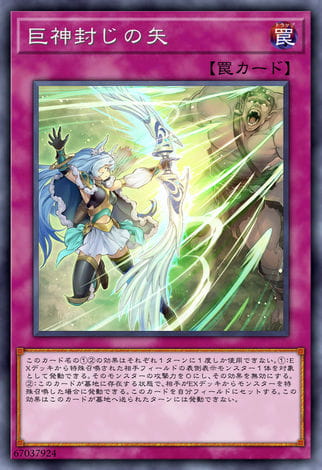 巨神封じの矢
トラップ
罠
【罠カード】
このカード名の①②の効果はそれぞれ1ターンに1度しか使用できない。①:E
Xデッキから特殊召喚された相手フィールドの表側表示モンスター1体を対象
として発動できる。そのモンスターの攻撃力を0にし、その効果を無効にする。
②:このカードが墓地に存在する状態で、相手がEXデッキからモンスターを特
殊召喚した場合に発動できる。このカードを自分フィールドにセットする。この
効果はこのカードが墓地へ送られたターンには発動できない。
67037924